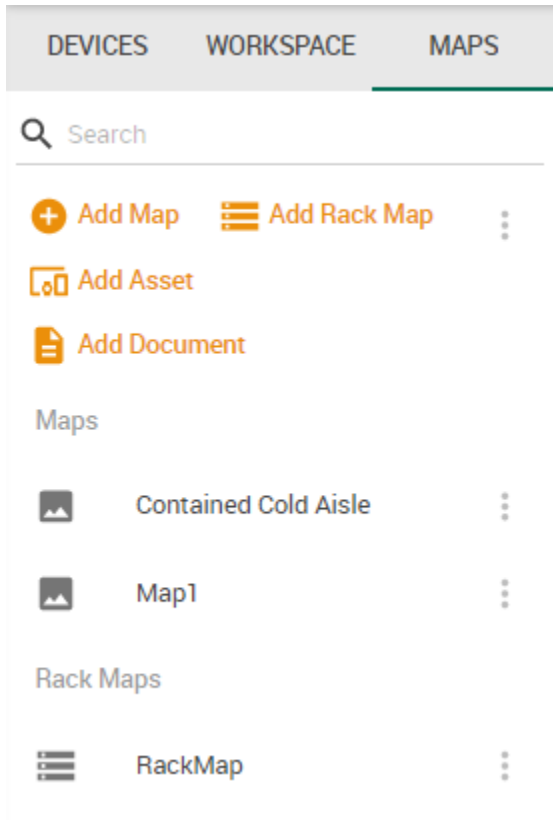 DEVICES WORKSPACE MAPS
Search
Add Map Add Rack Map
Add Asset
Add Document
Maps
Contained Cold Aisle
Map1
Rack Maps
RackMap